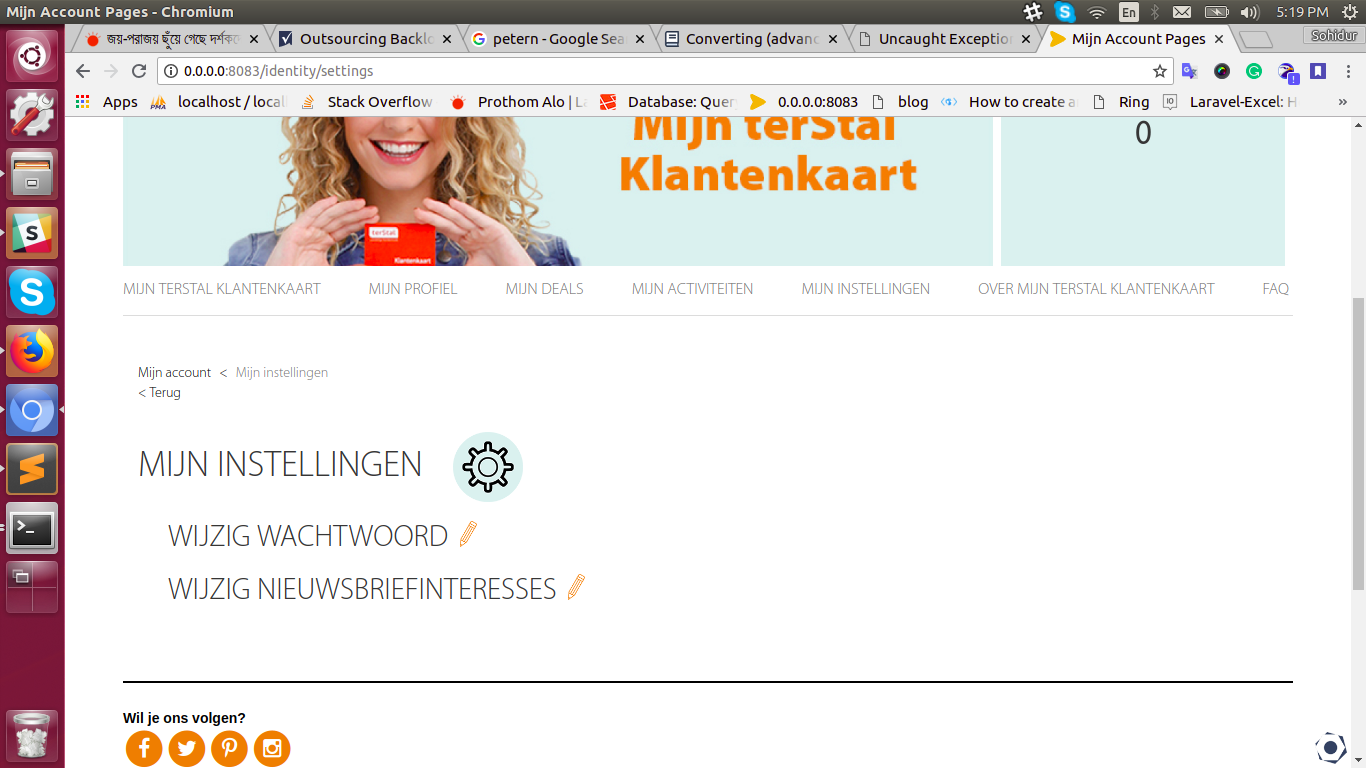 Mijn Account Pages - Chromium
En
5:19 PM
জয়-পরাজয় ছুঁয়ে গেছে দর্শক
Outsourcing Backlo
petern - Google Sea
Converting (advanc
Uncaught Exception
Mijn Account Pages
Sohidur
0.0.0.0:8083/identity/settings
Apps
localhost / local
Stack Overflow
Prothom Alo | La
Database: Quer
0.0.0.0:8083
blog
How to create a
Ring
Laravel-Excel: H
»
Mijn terStal
Klantenkaart
0
terStal
Klantenkaart
MIJN TERSTAL KLANTENKAART
MIJN PROFIEL
MIJN DEALS
MIJN ACTIVITEITEN
MIJN INSTELLINGEN
OVER MIJN TERSTAL KLANTENKAART
FAQ
Mijn account < Mijn instellingen
< Terug
MIJN INSTELLINGEN
WIJZIG WACHTWOORD
WIJZIG NIEUWSBRIEFINTERESSES
Wil je ons volgen?